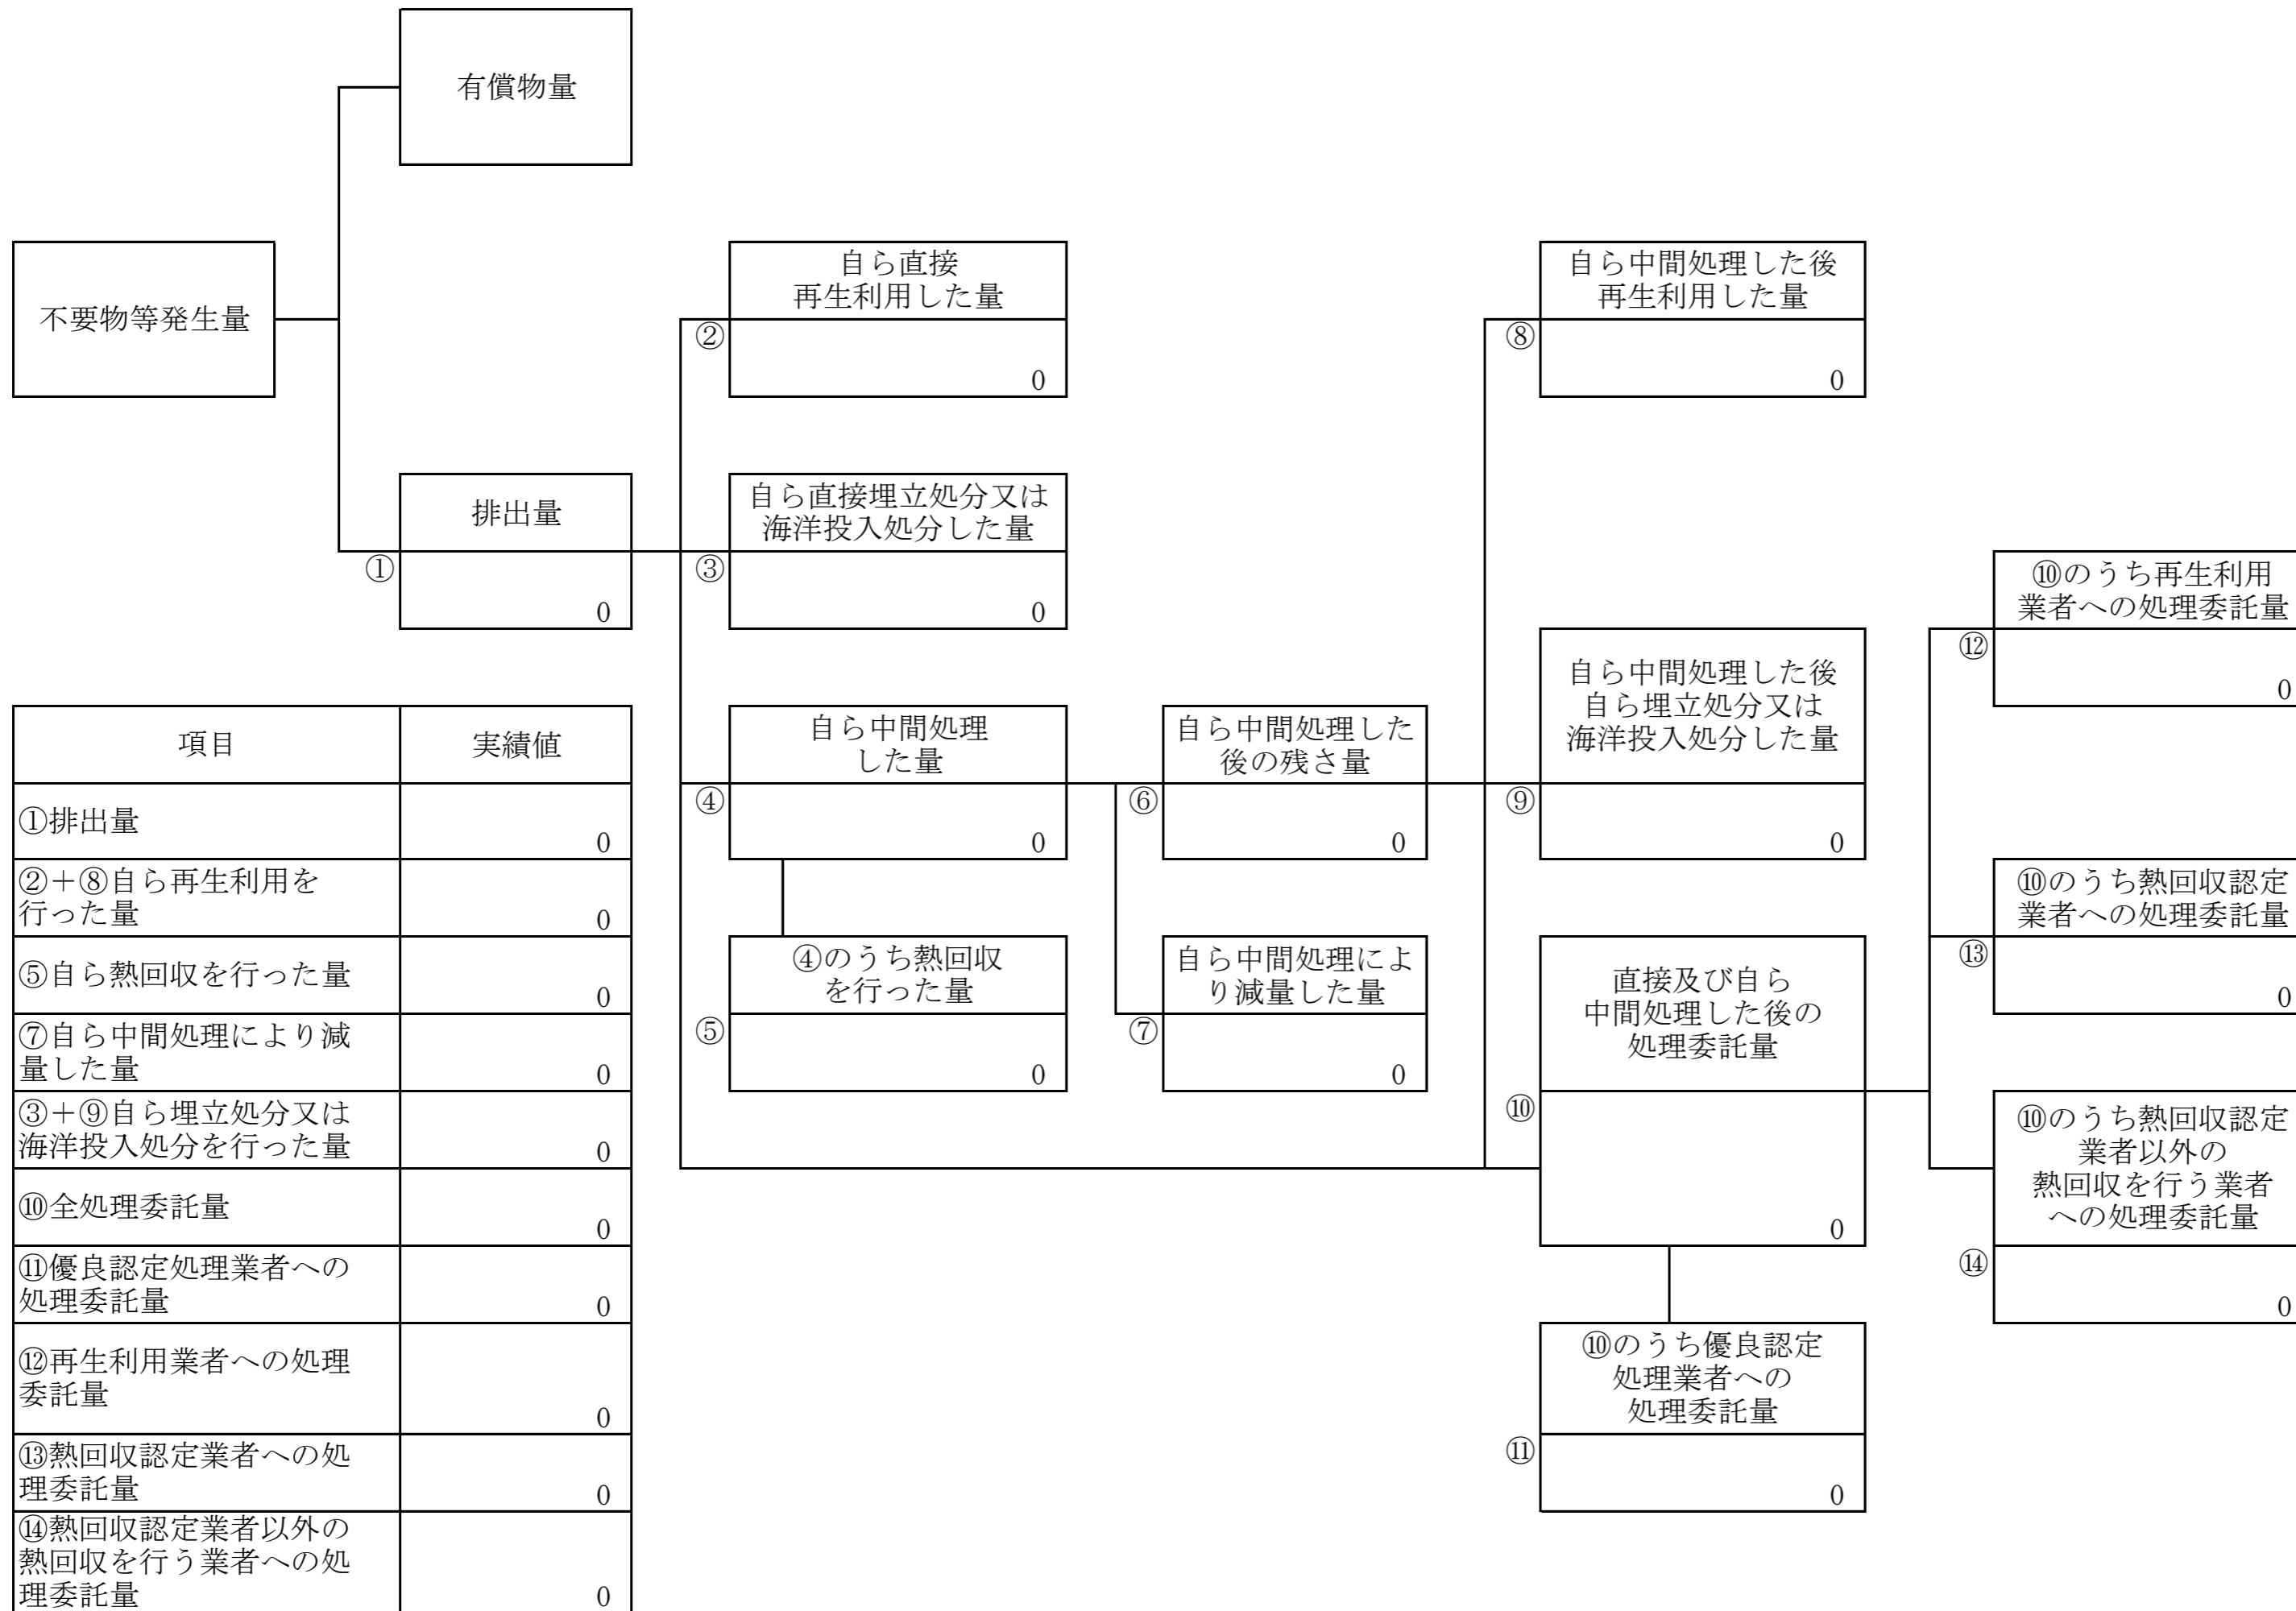 有償物量
不要物等発生量
排出量
①
0
自ら直接
再生利用した量
②
0
自ら直接埋立処分又は
海洋投入処分した量
③
0
自ら中間処理
した量
④
0
④のうち熱回収
を行った量
⑤
0
自ら中間処理した
後の残さ量
⑥
0
自ら中間処理によ
り減量した量
⑦
0
自ら中間処理した後
再生利用した量
⑧
0
自ら中間処理した後
自ら埋立処分又は
海洋投入処分した量
⑨
0
直接及び自ら
中間処理した後の
処理委託量
⑩
0
⑩のうち優良認定
処理業者への
処理委託量
⑪
0
⑩のうち再生利用
業者への処理委託量
⑫
0
⑩のうち熱回収認定
業者への処理委託量
⑬
0
⑩のうち熱回収認定
業者以外の
熱回収を行う業者
への処理委託量
⑭
0
項目 実績値
①排出量
0
②＋⑧自ら再生利用を
行った量
0
⑤自ら熱回収を行った量
0
⑦自ら中間処理により減
量した量
0
③＋⑨自ら埋立処分又は
海洋投入処分を行った量
0
⑩全処理委託量
0
⑪優良認定処理業者への
処理委託量
0
⑫再生利用業者への処理
委託量
0
⑬熱回収認定業者への処
理委託量
0
⑭熱回収認定業者以外の
熱回収を行う業者への処
理委託量
0